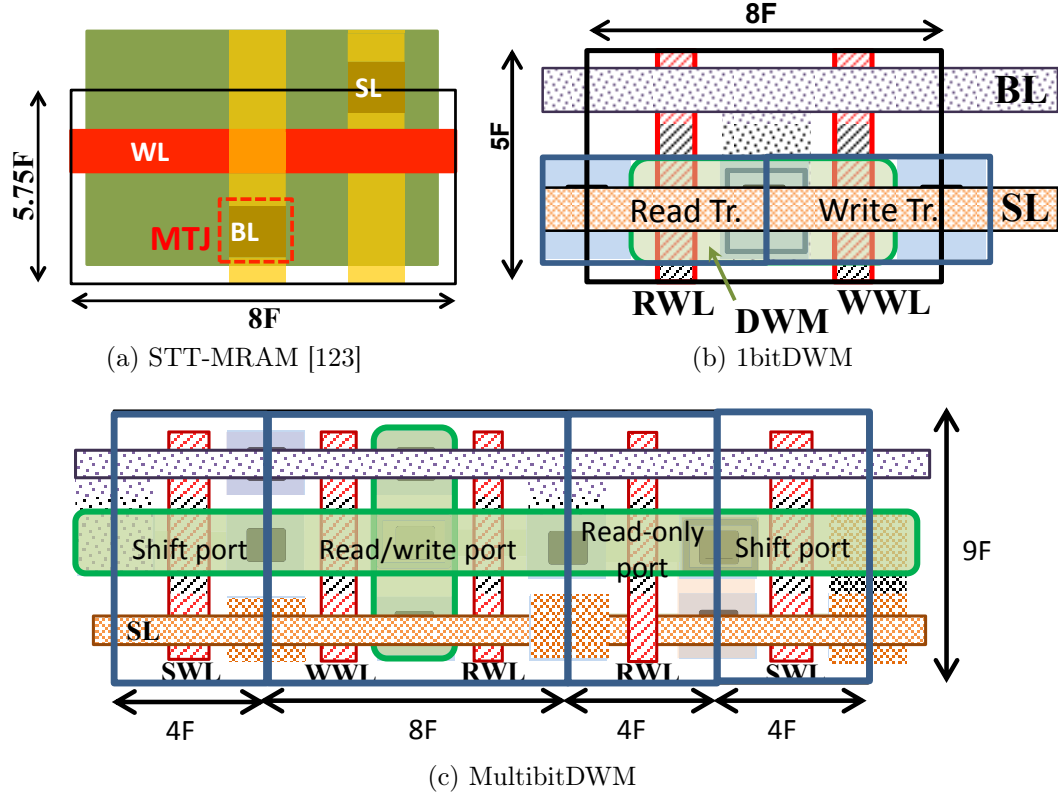 8F
SL
BL
5F
WL
5.75F
Read Tr.
Write Tr.
SL
MTJ
BL
RWL
WWL
DWM
8F
(a) STT-MRAM [123]
(b) 1bitDWM
Shift port
Read/write port
Read-only
port
Shift port
9F
SL
SWL
WWL
RWL
RWL
SWL
4F
8F
4F
4F
(c) MultibitDWM